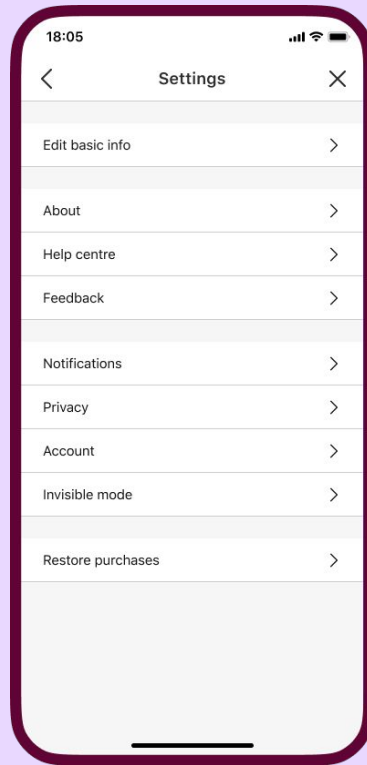 18:05
Settings
Edit basic info
About
Help centre
Feedback
Notifications
Privacy
Account
Invisible mode
Restore purchases